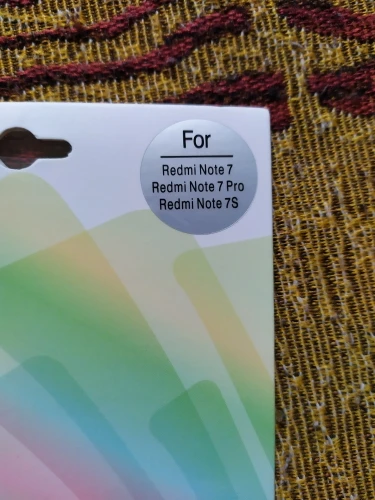 For
Redmi Note 7
Redmi Note 7 Pro
Redmi Note 7S